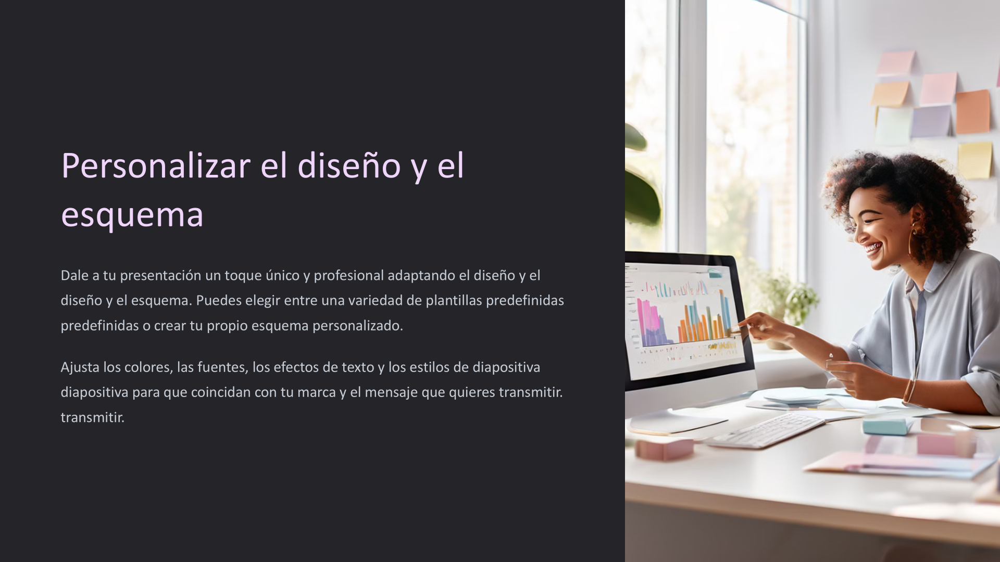 Personalizar el diseño y el
esquema
Dale a tu presentación un toque único y profesional adaptando el diseño y el
diseño y el esquema. Puedes elegir entre una variedad de plantillas predefinidas
predefinidas o crear tu propio esquema personalizado.
Ajusta los colores, las fuentes, los efectos de texto y los estilos de diapositiva
diapositiva para que coincidan con tu marca y el mensaje que quieres transmitir.
transmitir.